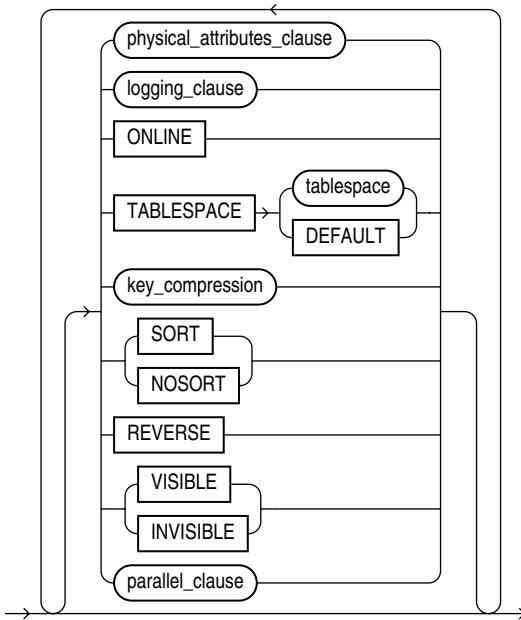 physical_attributes_clause
logging_clause
ONLINE
tablespace
TABLESPACE
DEFAULT
key_compression
SORT
NOSORT
REVERSE
VISIBLE
INVISIBLE
parallel_clause